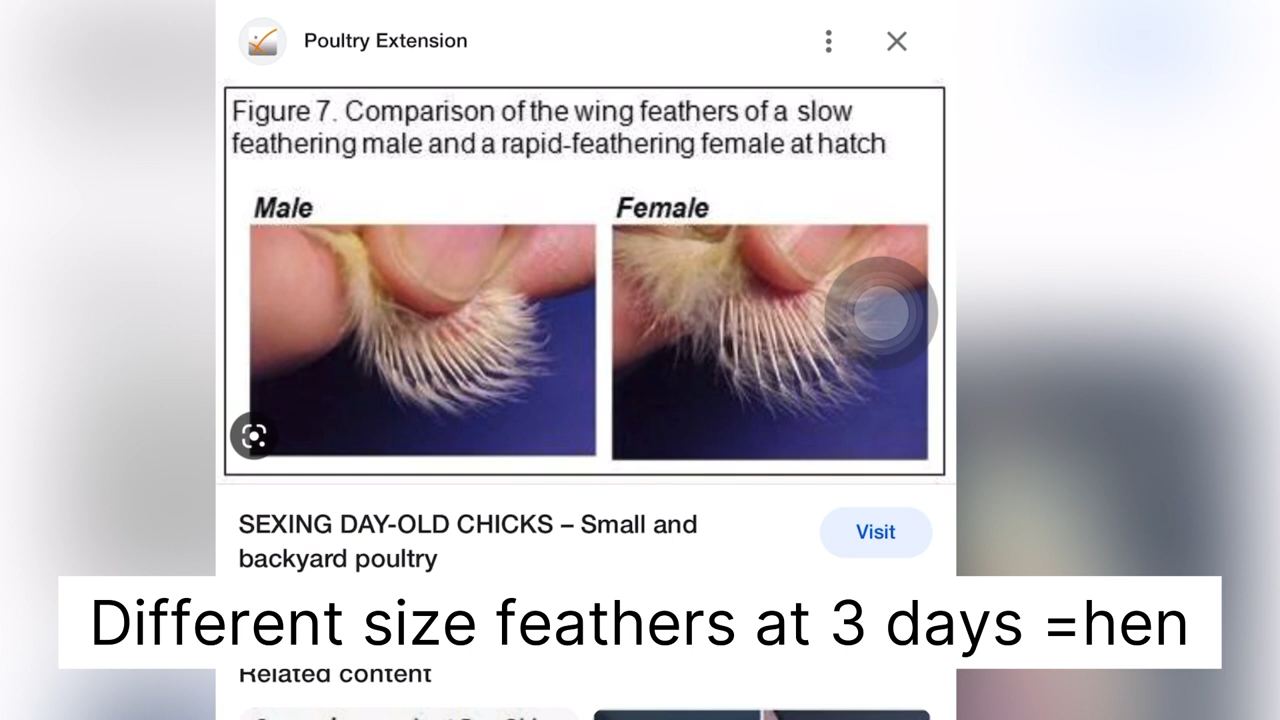 Poultry Extension
Figure 7. Comparison of the wing feathers of a slow
feathering male and a rapid-feathering female at hatch
Male
Female
SEXING DAY-OLD CHICKS – Small and
backyard poultry
Visit
Different size feathers at 3 days =hen
Related content